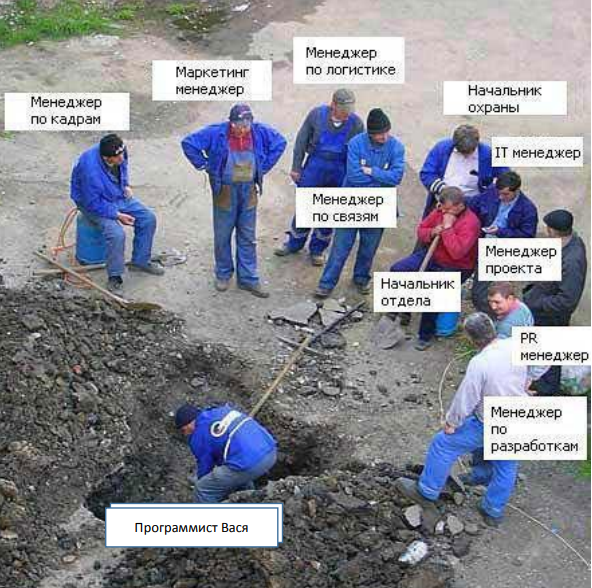 Менеджер
по логистике
Маркетинг
менеджер
Начальник
охраны
Менеджер
по кадрам
IT менеджер
Менеджер
по связям
Менеджер
проекта
Начальник
отдела
PR
менеджер
Менеджер
по
разработкам
Программист Вася